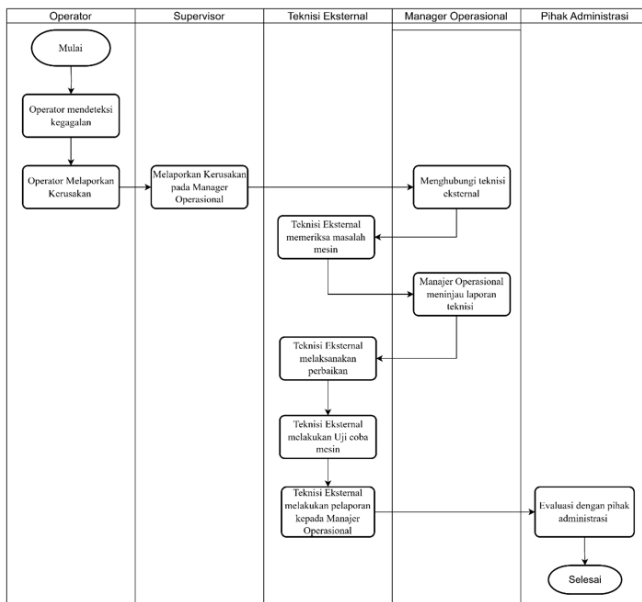 Operator
Supervisor
Teknisi Eksternal
Manager Operasional
Pihak Administrasi
Mulai
Operator mendeteksi
kegagalan
Operator Melaporkan
Kerusakan
Melaporkan Kerusakan
pada Manager
Operasional
Menghubungi teknisi
eksternal
Teknisi Eksternal
memeriksa masalah
mesin
Manajer Operasional
meninjau laporan
teknisi
Teknisi Eksternal
melaksanakan
perbaikan
Teknisi Eksternal
melakukan Uji coba
mesin
Teknisi Eksternal
melakukan pelaporan
kepada Manajer
Operasional
Evaluasi dengan pihak
administrasi
Selesai